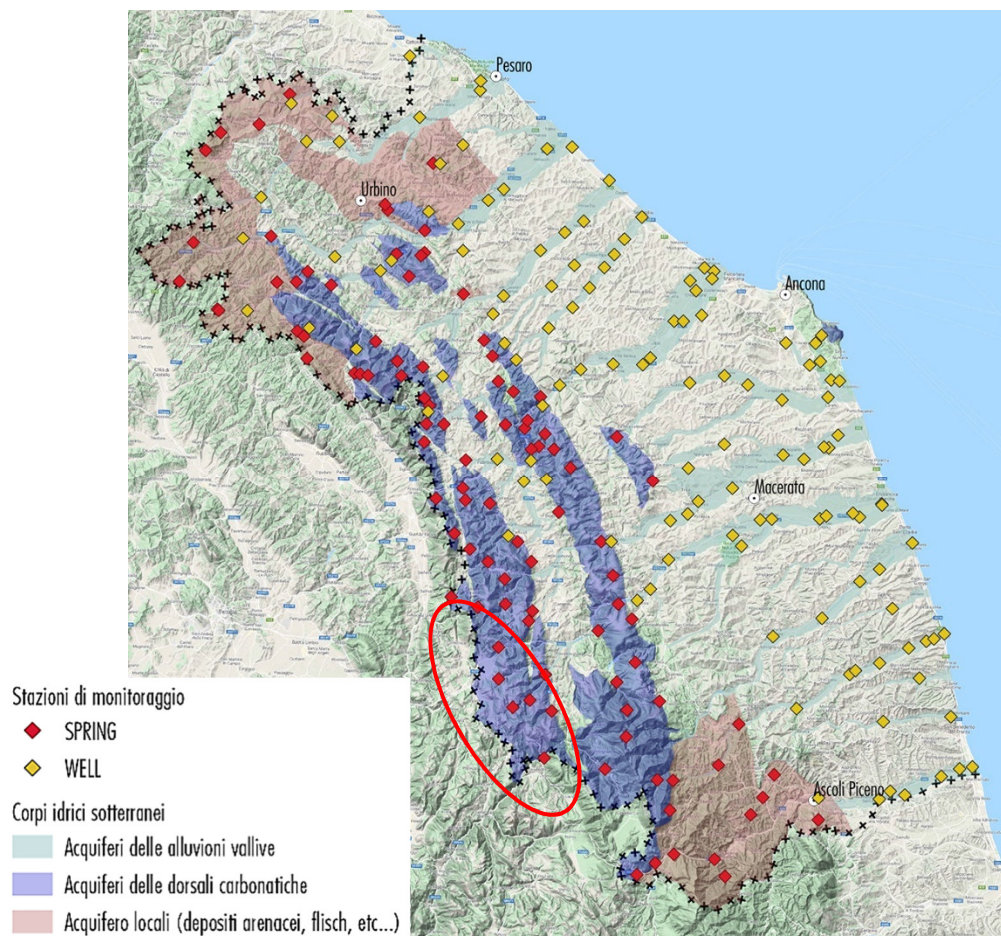 Pesaro
Urbino
Ancona
Macerata
Ascoli Piceno
Stazioni di monitoraggio
SPRING
WELL
Corpi idrici sotterranei
Acquiferi delle alluvioni vallive
Acquiferi delle dorsali carbonatiche
Acquifero locali (depositi arenacei, flisch, etc...)